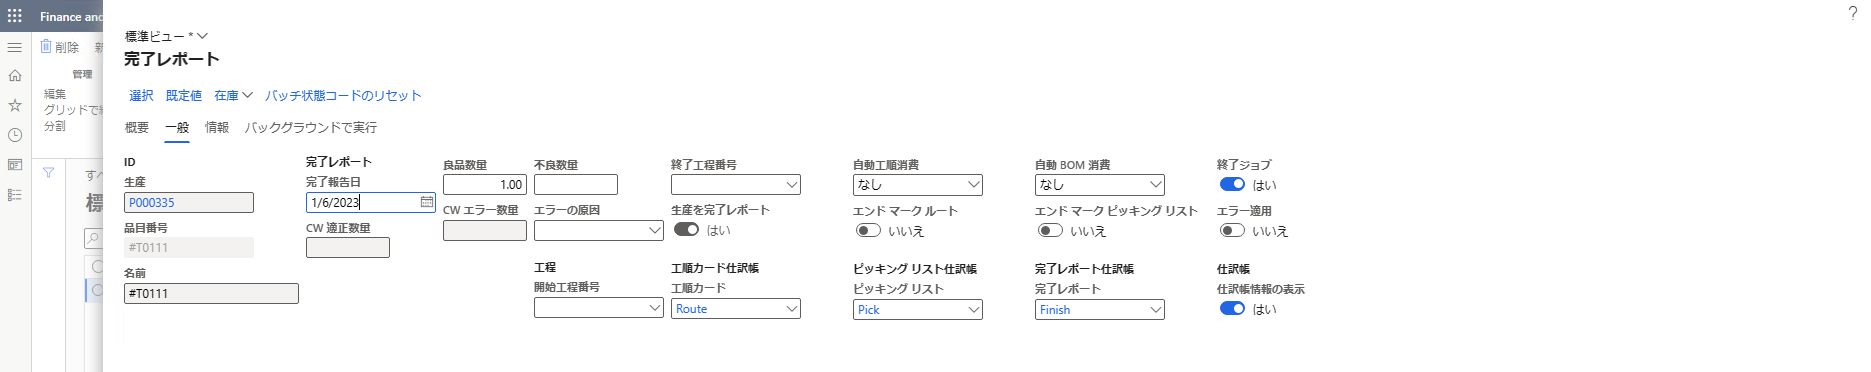 Finance and
?
削除
管理
編集
グリッドで
分割
標準ビュー *
完了レポート
選択 既定値 在庫 バッチ状態コードのリセット
概要 一般 情報 バックグラウンドで実行
ID
生産
P000335
品目番号
#T0111
名前
#T0111
完了レポート
完了報告日
1/6/2023
CW 適正数量
良品数量
1.00
CW エラー数量
不良数量
エラーの原因
工程
開始工程番号
終了工程番号
生産を完了レポート
はい
工順カード仕訳帳
工順カード
Route
自動工順消費
なし
エンド マーク ルート
いいえ
ピッキング リスト仕訳帳
ピッキング リスト
Pick
自動 BOM 消費
なし
エンド マーク ピッキング リスト
いいえ
完了レポート仕訳帳
完了レポート
Finish
終了ジョブ
はい
エラー適用
いいえ
仕訳帳
仕訳帳情報の表示
はい